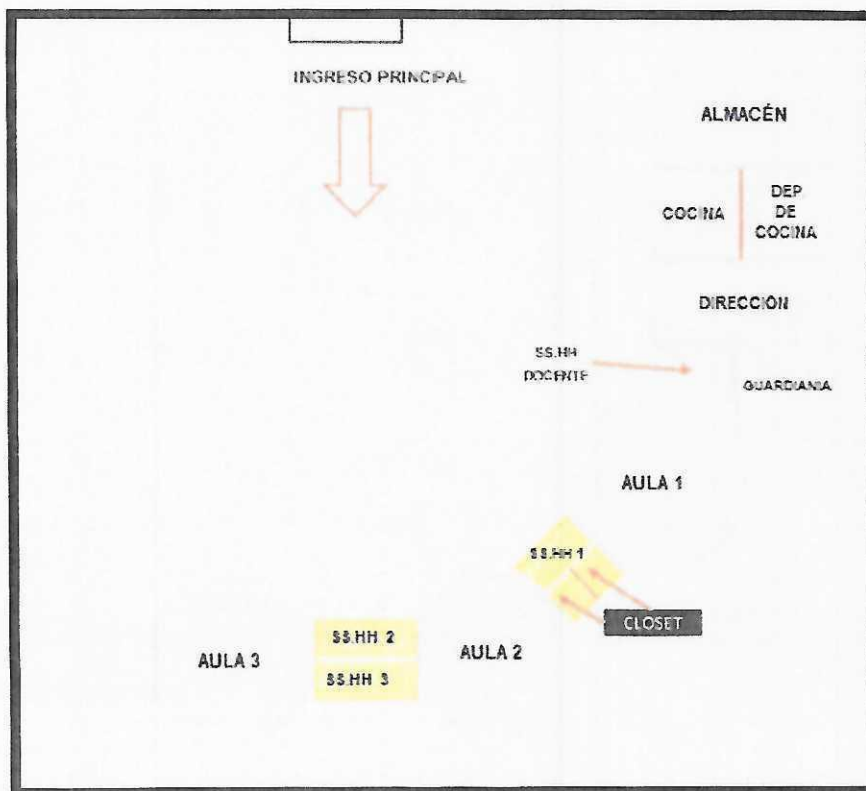 INGRESO PRINCIPAL
ALMACÉN
COCINA
DEP
DE
COCINA
DIRECCIÓN
SS.HH
DOCENTE
GUARDIANIA
AULA 1
SS.HH 1
CLOSET
SS.HH 2
AULA 2
AULA 3
SS.HH 3